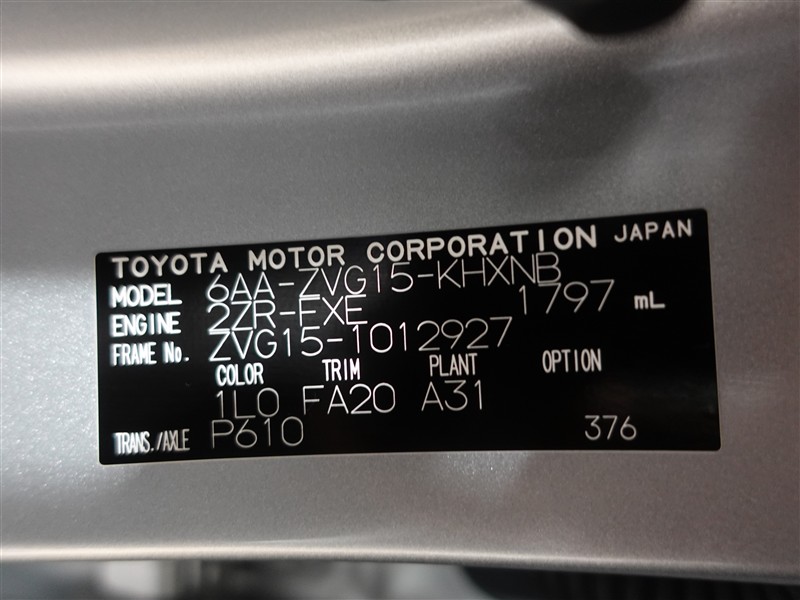 TOYOTA MOTOR CORPORATION JAPAN
MODEL 6AA-ZVG15-KHXNB
ENGINE 2ZR-FXE 1797 mL
FRAME No. ZVG15-1012927
COLOR TRIM PLANT OPTION
1L0 FA20 A31
TRANS./AXLE P610 376